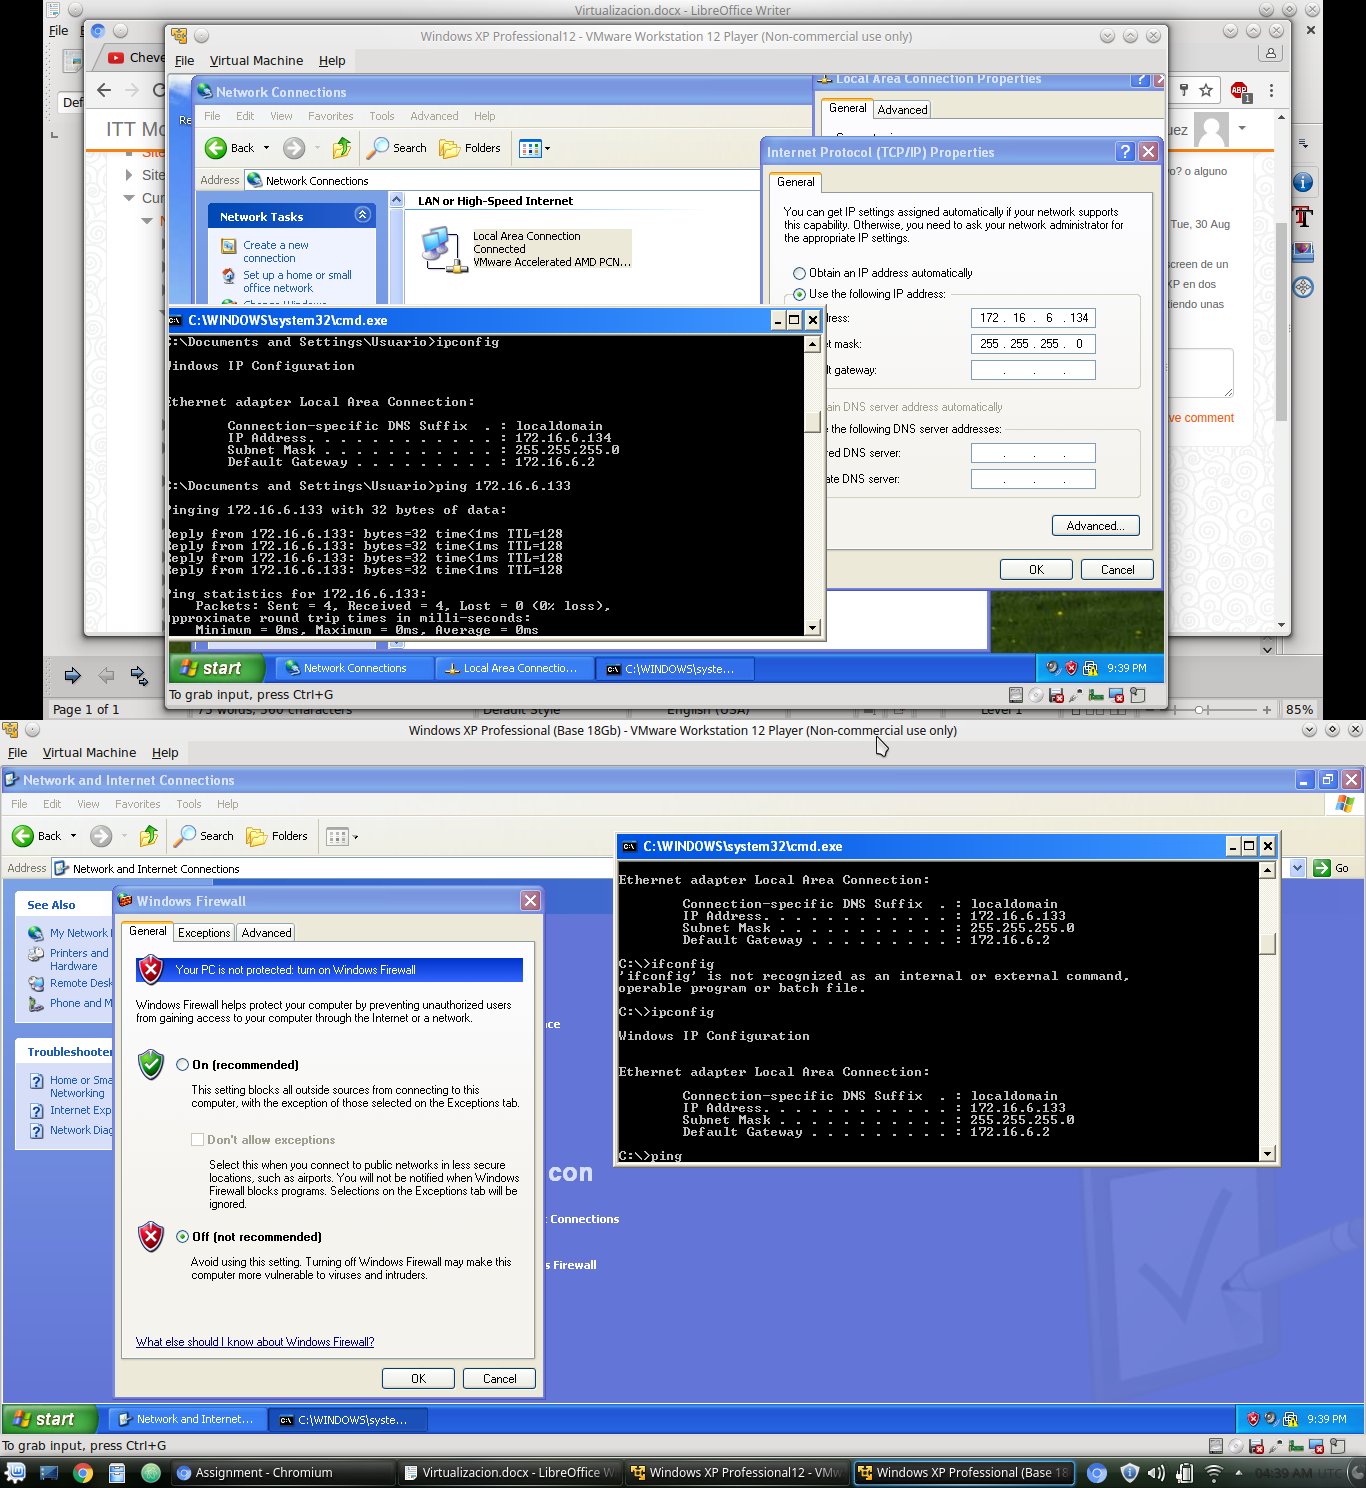 Virtualizacion.docx - LibreOffice Writer
File
Windows XP Professional12 - VMware Workstation 12 Player (Non-commercial use only)
Cheve
File Virtual Machine Help
Def
ITT Mo
Network Connections
Local Area Connection Properties
File Edit View Favorites Tools Advanced Help
General Advanced
Back Search Folders
Address Network Connections
Internet Protocol (TCP/IP) Properties
General
You can get IP settings assigned automatically if your network supports
this capability. Otherwise, you need to ask your network administrator for
the appropriate IP settings.
Obtain an IP address automatically
Use the following IP address:
ress: 172 . 16 . 6 . 134
et mask: 255 . 255 . 255 . 0
lt gateway: . . .
ain DNS server address automatically
e the following DNS server addresses:
red DNS server: . . .
ate DNS server: . . .
Advanced...
OK Cancel
Network Tasks
Create a new
connection
Set up a home or small
office network
Change Windows
LAN or High-Speed Internet
Local Area Connection
Connected
VMware Accelerated AMD PCN...
uez
o? o alguno
Tue, 30 Aug
screen de un
XP en dos
tiendo unas
ve comment
Site
Site
Cur
C:\WINDOWS\system32\cmd.exe
C:\Documents and Settings\Usuario>ipconfig
Windows IP Configuration
Ethernet adapter Local Area Connection:
Connection-specific DNS Suffix . : localdomain
IP Address. . . . . . . . . . . . : 172.16.6.134
Subnet Mask . . . . . . . . . . . : 255.255.255.0
Default Gateway . . . . . . . . . : 172.16.6.2
C:\Documents and Settings\Usuario>ping 172.16.6.133
Pinging 172.16.6.133 with 32 bytes of data:
Reply from 172.16.6.133: bytes=32 time<1ms TTL=128
Reply from 172.16.6.133: bytes=32 time<1ms TTL=128
Reply from 172.16.6.133: bytes=32 time<1ms TTL=128
Reply from 172.16.6.133: bytes=32 time<1ms TTL=128
Ping statistics for 172.16.6.133:
Packets: Sent = 4, Received = 4, Lost = 0 (0% loss),
Approximate round trip times in milli-seconds:
Minimum = 0ms, Maximum = 0ms, Average = 0ms
start Network Connections Local Area Connectio... C:\WINDOWS\syste... 9:39 PM
To grab input, press Ctrl+G
Page 1 of 1 75 words, 560 characters Default Style English (USA) Level 1 85%
Windows XP Professional (Base 18Gb) - VMware Workstation 12 Player (Non-commercial use only)
File Virtual Machine Help
Network and Internet Connections
File Edit View Favorites Tools Help
Back Search Folders
Address Network and Internet Connections Go
See Also
My Network
Printers and
Hardware
Remote Desk
Phone and M
Troubleshooter
Home or Sma
Networking
Internet Exp
Network Diag
Windows Firewall
General Exceptions Advanced
Your PC is not protected: turn on Windows Firewall
Windows Firewall helps protect your computer by preventing unauthorized users
from gaining access to your computer through the Internet or a network.
On (recommended)
This setting blocks all outside sources from connecting to this
computer, with the exception of those selected on the Exceptions tab.
Don't allow exceptions
Select this when you connect to public networks in less secure
locations, such as airports. You will not be notified when Windows
Firewall blocks programs. Selections on the Exceptions tab will be
ignored.
Off (not recommended)
Avoid using this setting. Turning off Windows Firewall may make this
computer more vulnerable to viruses and intruders.
What else should I know about Windows Firewall?
OK Cancel
ce
con
Connections
s Firewall
C:\WINDOWS\system32\cmd.exe
Ethernet adapter Local Area Connection:
Connection-specific DNS Suffix . : localdomain
IP Address. . . . . . . . . . . . : 172.16.6.133
Subnet Mask . . . . . . . . . . . : 255.255.255.0
Default Gateway . . . . . . . . . : 172.16.6.2
C:\>ifconfig
'ifconfig' is not recognized as an internal or external command,
operable program or batch file.
C:\>ipconfig
Windows IP Configuration
Ethernet adapter Local Area Connection:
Connection-specific DNS Suffix . : localdomain
IP Address. . . . . . . . . . . . : 172.16.6.133
Subnet Mask . . . . . . . . . . . : 255.255.255.0
Default Gateway . . . . . . . . . : 172.16.6.2
C:\>ping
start Network and Internet... C:\WINDOWS\syste... 9:39 PM
To grab input, press Ctrl+G
Assignment - Chromium Virtualizacion.docx - LibreOffice W Windows XP Professional12 - VMw Windows XP Professional (Base 18 04:39 AM UTC